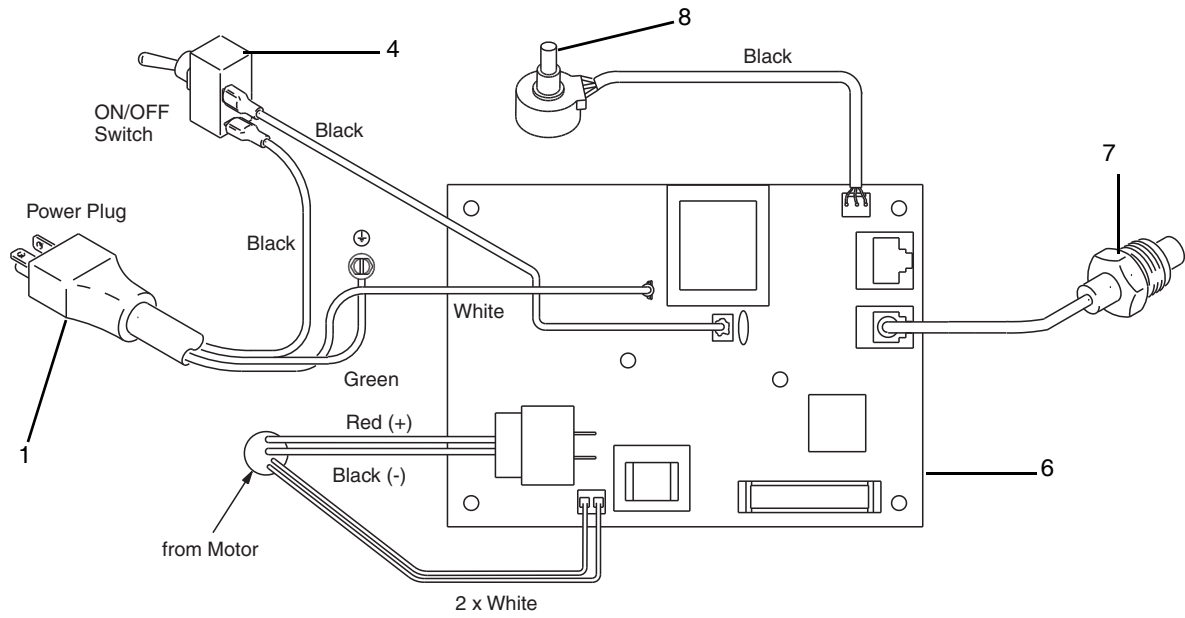 8
4
Black
ON/OFF
Switch
Black
7
Power Plug
Black
White
Green
Red (+)
1
6
Black (-)
from Motor
2 x White